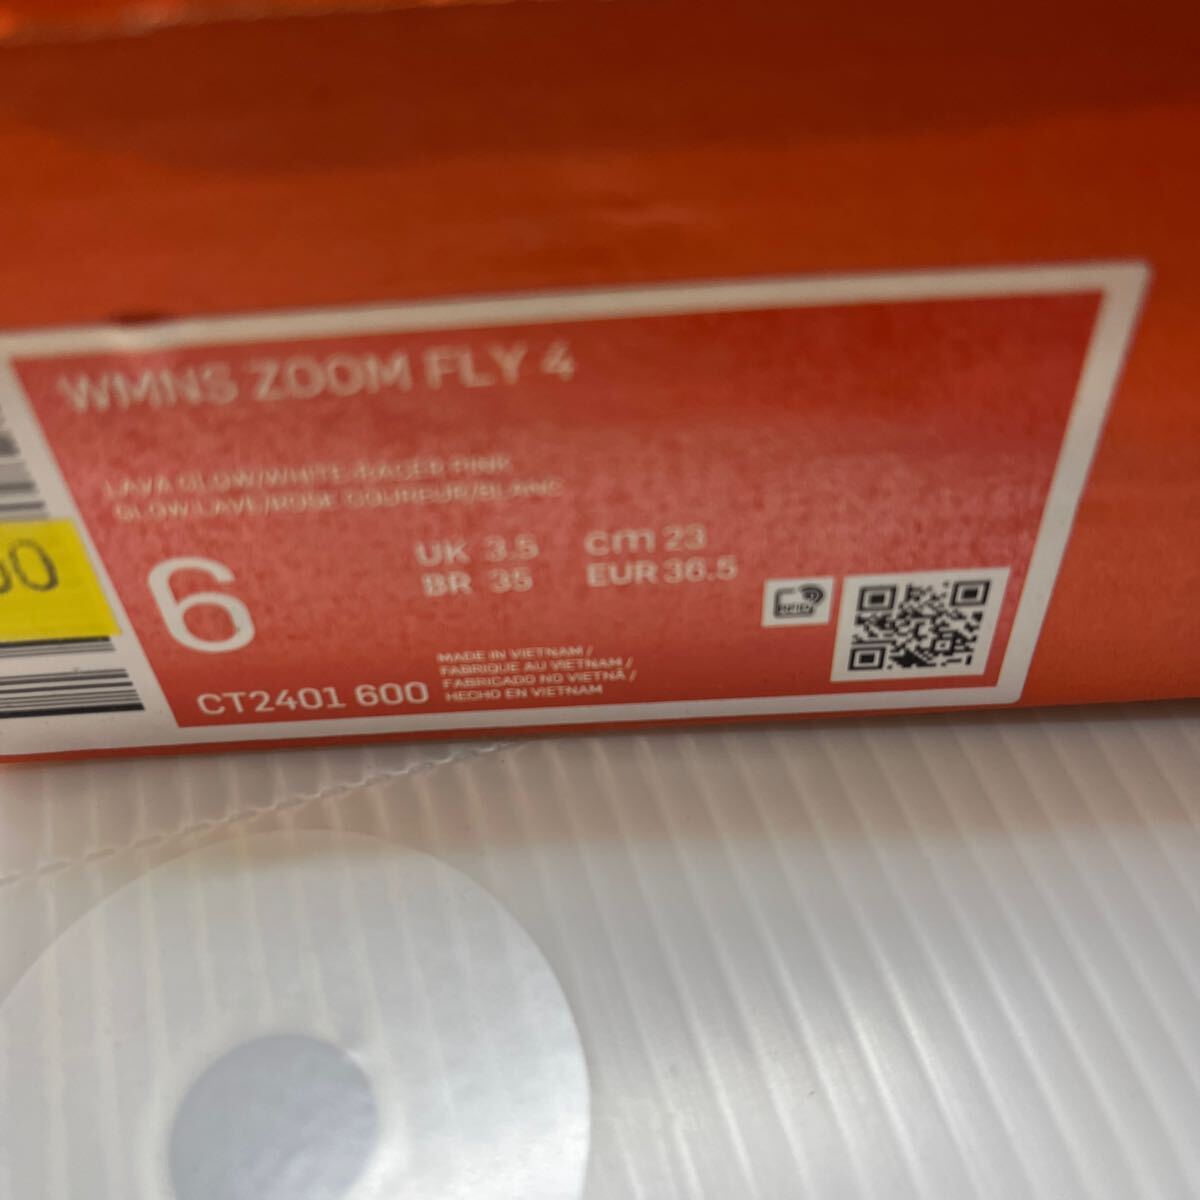 WMNS ZOOM FLY 4
LAVA GLOW/WHITE-RACER PINK
GLOW LAVE/ROSE COUREUR/BLANC
6
UK 3.5 cm 23
BR 35 EUR 36.5
RFID
CT2401 600
MADE IN VIETNAM /
FABRIQUE AU VIETNAM /
FABRICADO NO VIETNÃ /
HECHO EN VIETNAM